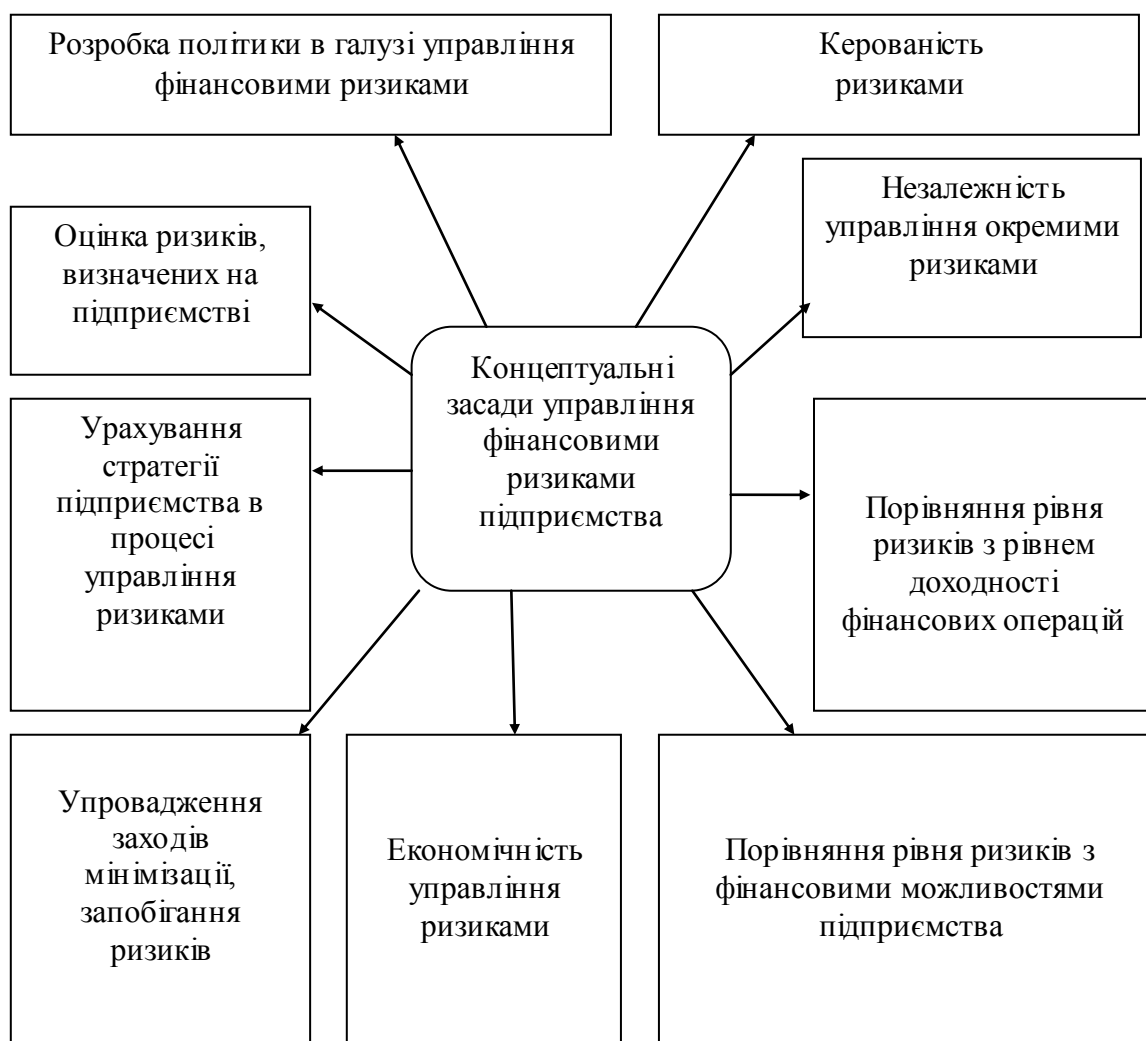 Розробка політики в галузі управління
фінансовими ризиками
Керованість
ризиками
Оцінка ризиків,
визначених на
підприємстві
Незалежність
управління окремими
ризиками
Концептуальні
засади управління
фінансовими
ризиками
підприємства
Урахування
стратегії
підприємства в
процесі
управління
ризиками
Порівняння рівня
ризиків з рівнем
доходності
фінансових операцій
Упровадження
заходів
мінімізації,
запобігання
ризиків
Економічність
управління
ризиками
Порівняння рівня ризиків з
фінансовими можливостями
підприємства